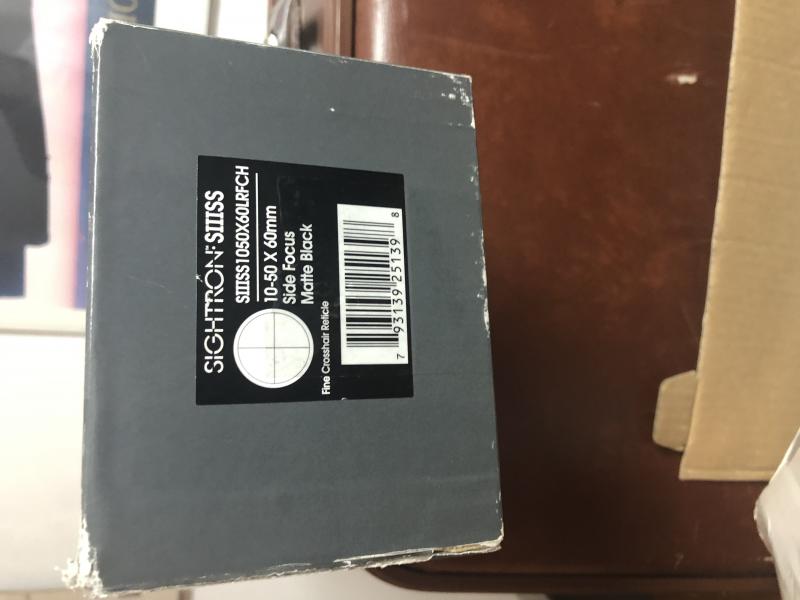 SIGHTRON® SIIISS
SIIISS1050X60LRFCH
10-50 X 60mm
Side Focus
Matte Black
Fine Crosshair Reticle
7 93139 25139 8